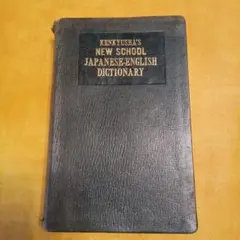 KENKYUSHA'S
NEW SCHOOL
JAPANESE-ENGLISH
DICTIONARY